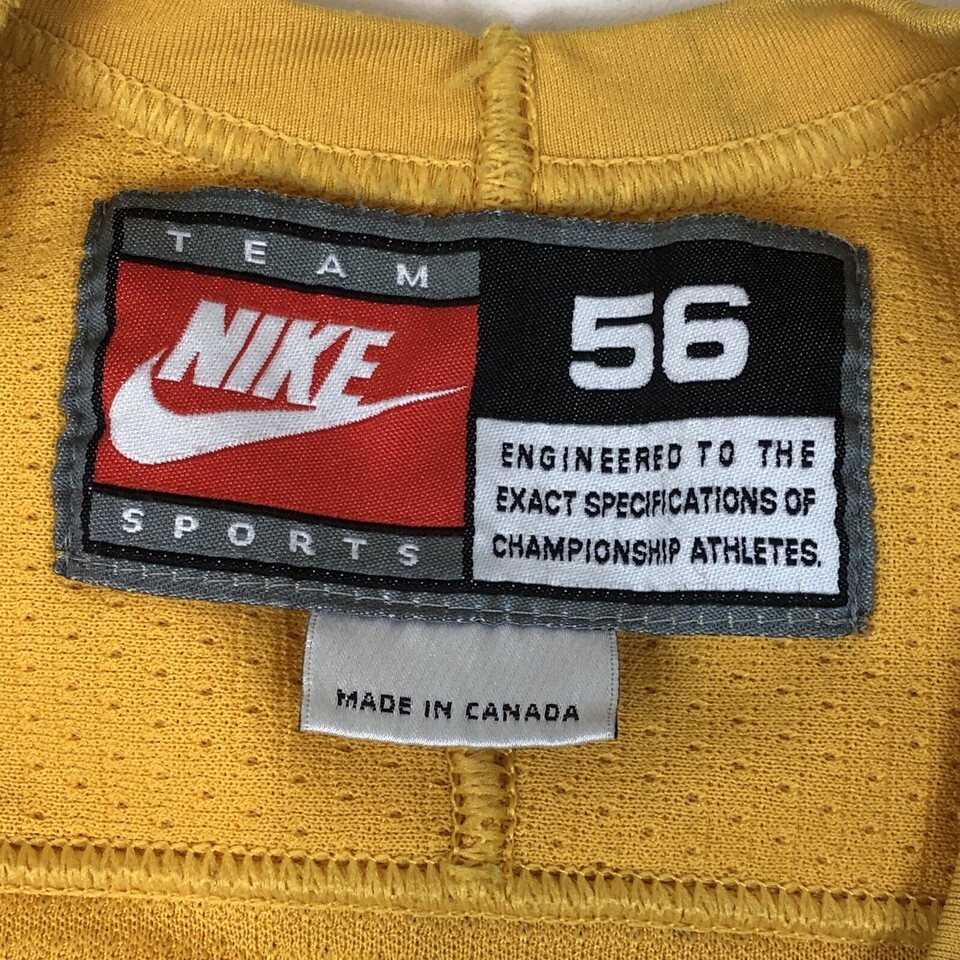 TEAM
NIKE
SPORTS
56
ENGINEERED TO THE
EXACT SPECIFICATIONS OF
CHAMPIONSHIP ATHLETES.
MADE IN CANADA